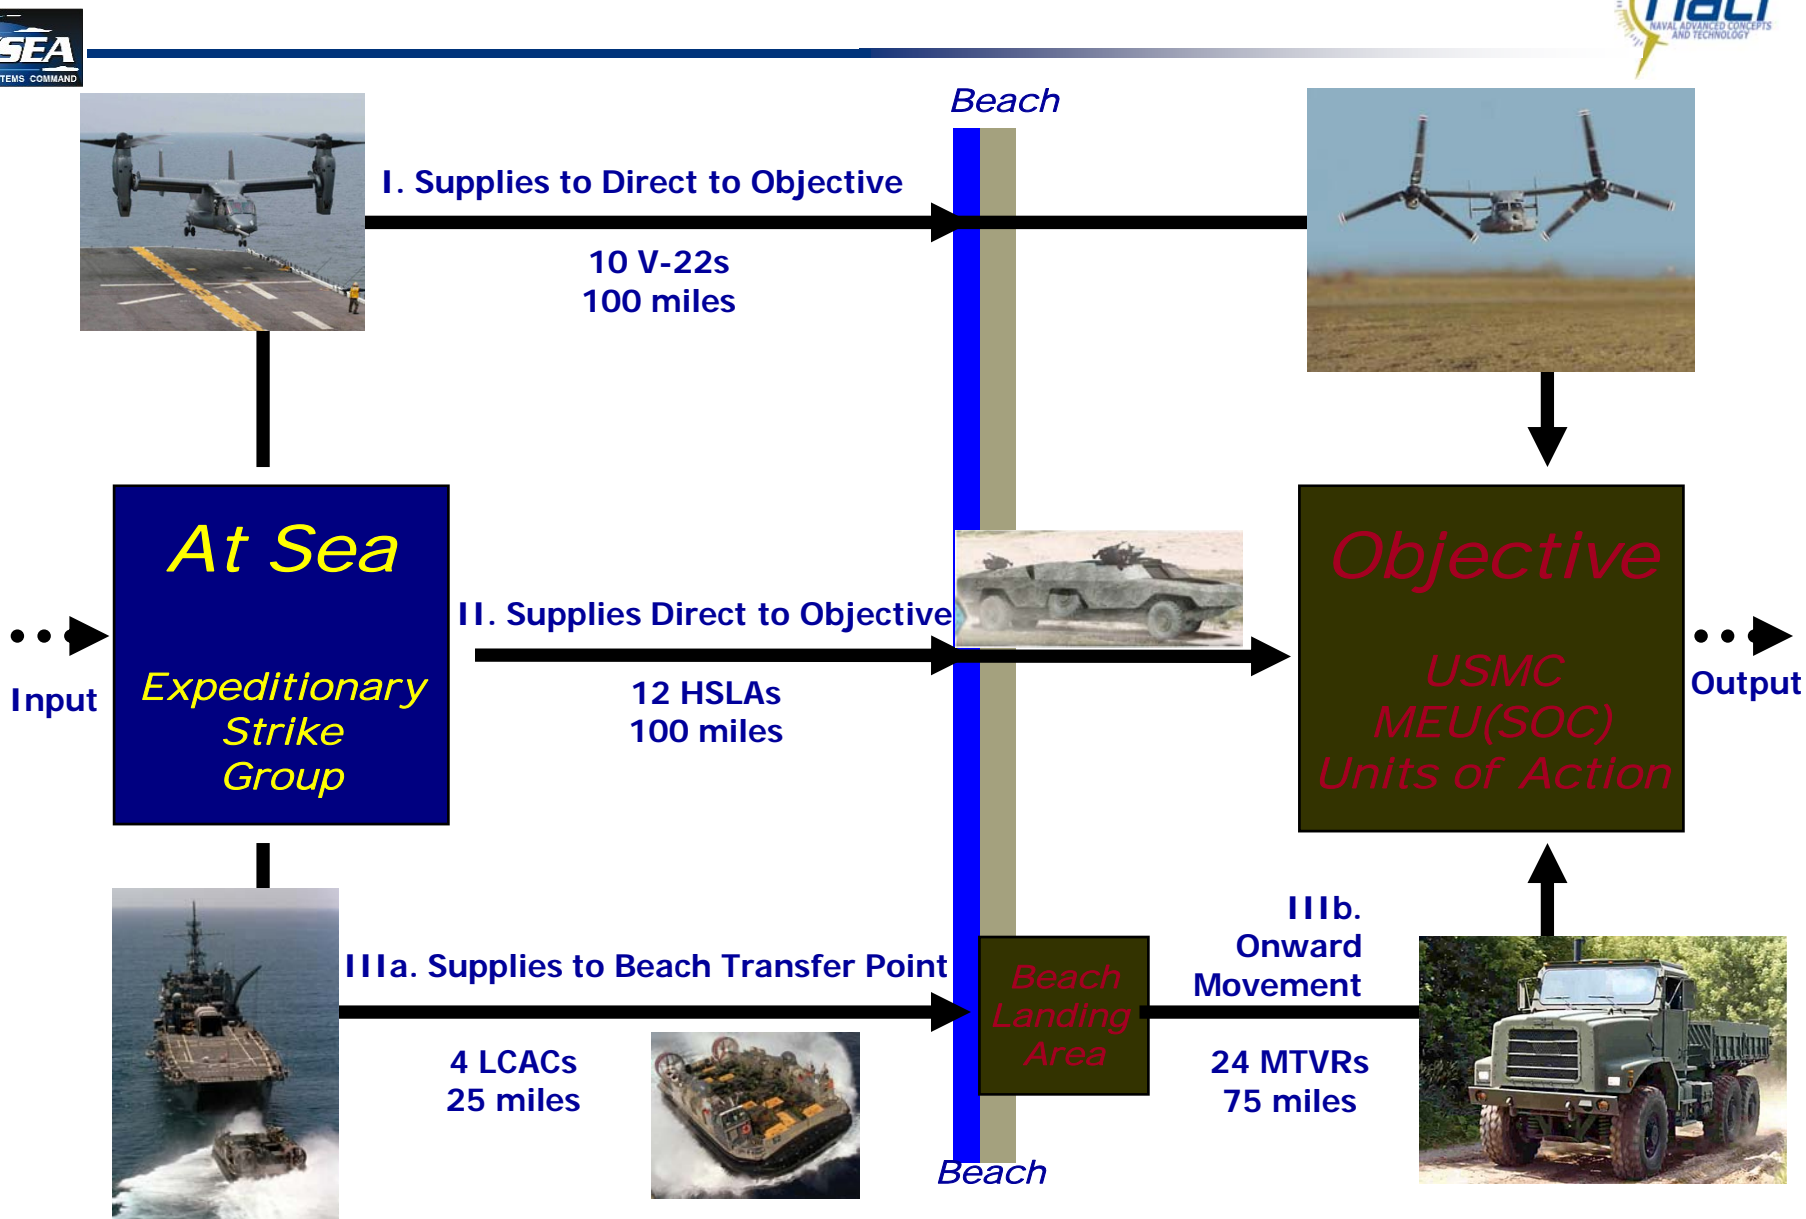 SEA
TEMS COMMAND
NAVAL ADVANCED CONCEPTS
AND TECHNOLOGY
Beach
I. Supplies to Direct to Objective
10 V-22s
100 miles
At Sea
Expeditionary
Strike
Group
Input
II. Supplies Direct to Objective
12 HSLAs
100 miles
Objective
USMC
MEU(SOC)
Units of Action
Output
IIIa. Supplies to Beach Transfer Point
4 LCACs
25 miles
Beach
Landing
Area
IIIb.
Onward
Movement
24 MTVRs
75 miles
Beach